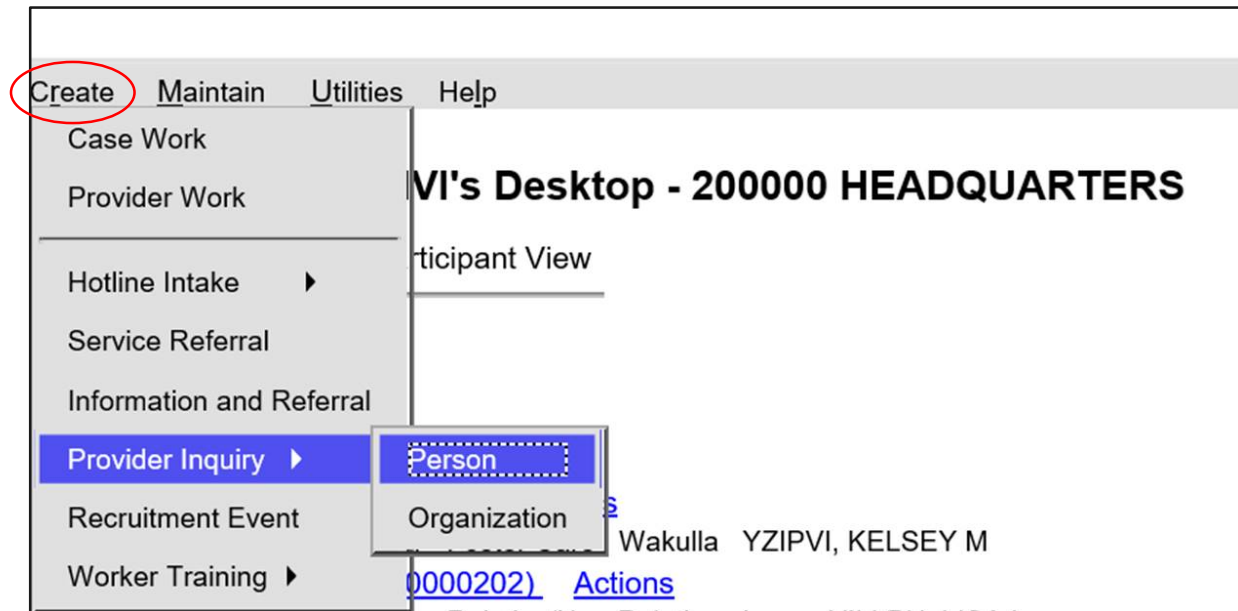 Create Maintain Utilities Help
Case Work
Provider Work
VI's Desktop - 200000 HEADQUARTERS
rticipant View
Hotline Intake
Service Referral
Information and Referral
Provider Inquiry
Person
Recruitment Event
Organization
Wakulla YZIPVI, KELSEY M
Worker Training
0000202) Actions